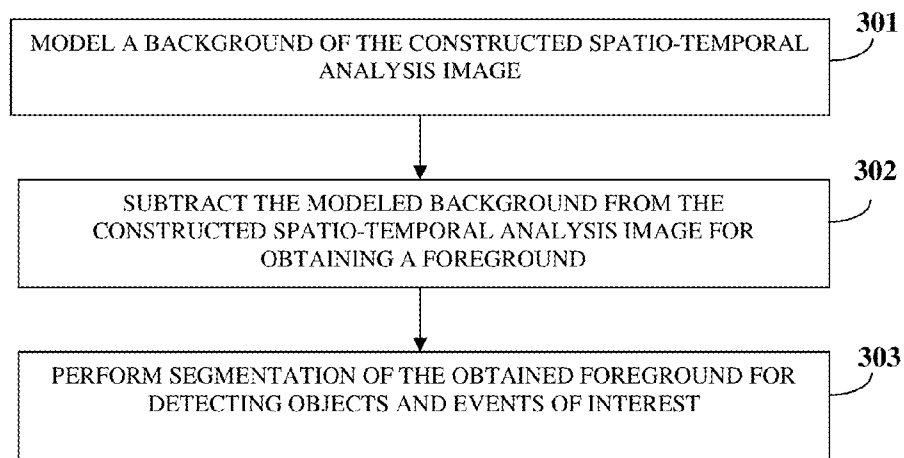 301
MODEL A BACKGROUND OF THE CONSTRUCTED SPATIO-TEMPORAL
ANALYSIS IMAGE
302
SUBTRACT THE MODELED BACKGROUND FROM THE
CONSTRUCTED SPATIO-TEMPORAL ANALYSIS IMAGE FOR
OBTAINING A FOREGROUND
303
PERFORM SEGMENTATION OF THE OBTAINED FOREGROUND FOR
DETECTING OBJECTS AND EVENTS OF INTEREST